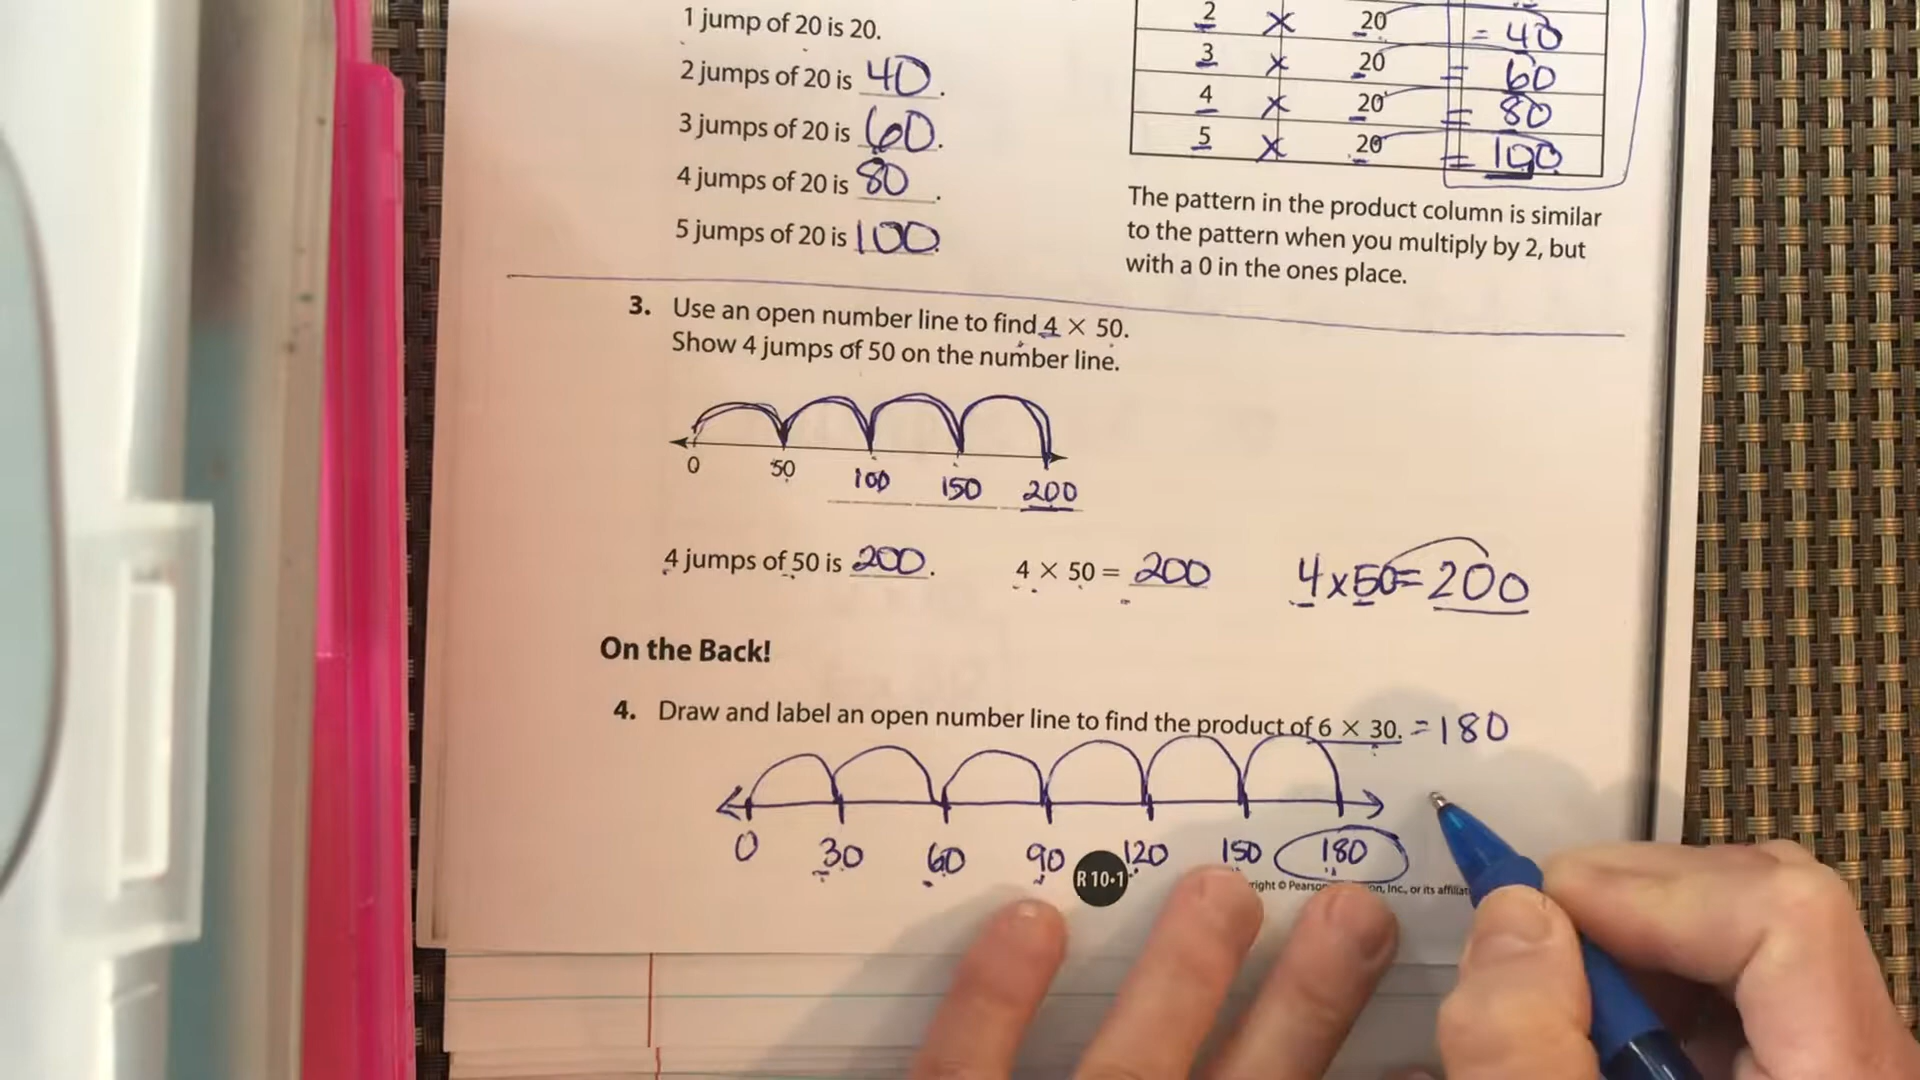 1 jump of 20 is 20.
2 jumps of 20 is 40.
3 jumps of 20 is 60.
4 jumps of 20 is 80.
5 jumps of 20 is 100.
2 × 20 = 40
3 × 20 = 60
4 × 20 = 80
5 × 20 = 100
The pattern in the product column is similar
to the pattern when you multiply by 2, but
with a 0 in the ones place.
3. Use an open number line to find 4 × 50.
Show 4 jumps of 50 on the number line.
0 50 100 150 200
4 jumps of 50 is 200.
4 × 50 = 200
4x50=200
On the Back!
4. Draw and label an open number line to find the product of 6 × 30. =180
0 30 60 90 120 150 180
R 10•1
© Pearson Inc., or its